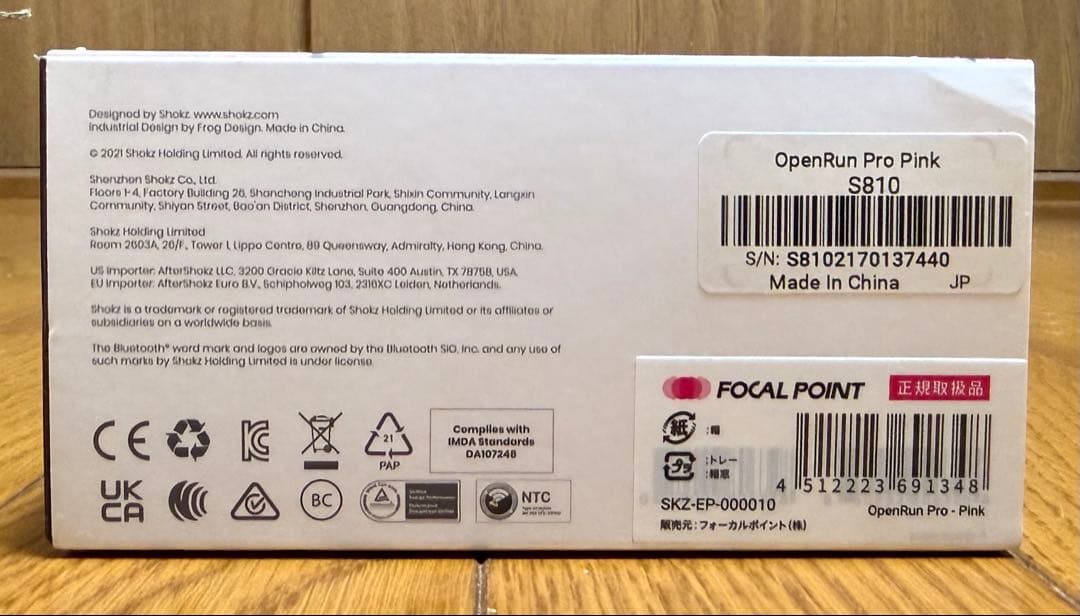 Designed by Shokz. www.shokz.com
Industrial Design by Frog Design. Made in China.
© 2021 Shokz Holding Limited. All rights reserved.
Shenzhen Shokz Co., Ltd.
Floors 1-4, Factory Building 26, Shancheng Industrial Park, Shixin Community, Langxin
Community, Shiyan Street, Bao'an District, Shenzhen, Guangdong, China.
Shokz Holding Limited
Room 2603A, 26/F., Tower 1, Lippo Centre, 89 Queensway, Admiralty, Hong Kong, China.
US Importer: AfterShokz LLC, 3200 Gracie Kiltz Lane, Suite 400 Austin, TX 78758, USA.
EU Importer: AfterShokz Euro B.V., Schipholweg 103, 2316XC Leiden, Netherlands.
Shokz is a trademark or registered trademark of Shokz Holding Limited or its affiliates or
subsidiaries on a worldwide basis.
The Bluetooth® word mark and logos are owned by the Bluetooth SIG, Inc. and any use of
such marks by Shokz Holding Limited is under license.
CE
21
PAP
Complies with
IMDA Standards
DA107248
UK
CA
BC
NTC
OpenRun Pro Pink
S810
S/N: S8102170137440
Made In China JP
FOCAL POINT 正規取扱品
紙 :箱
プラ :トレー
:箱窓
4 512223 691348
SKZ-EP-000010
OpenRun Pro - Pink
販売元:フォーカルポイント(株)